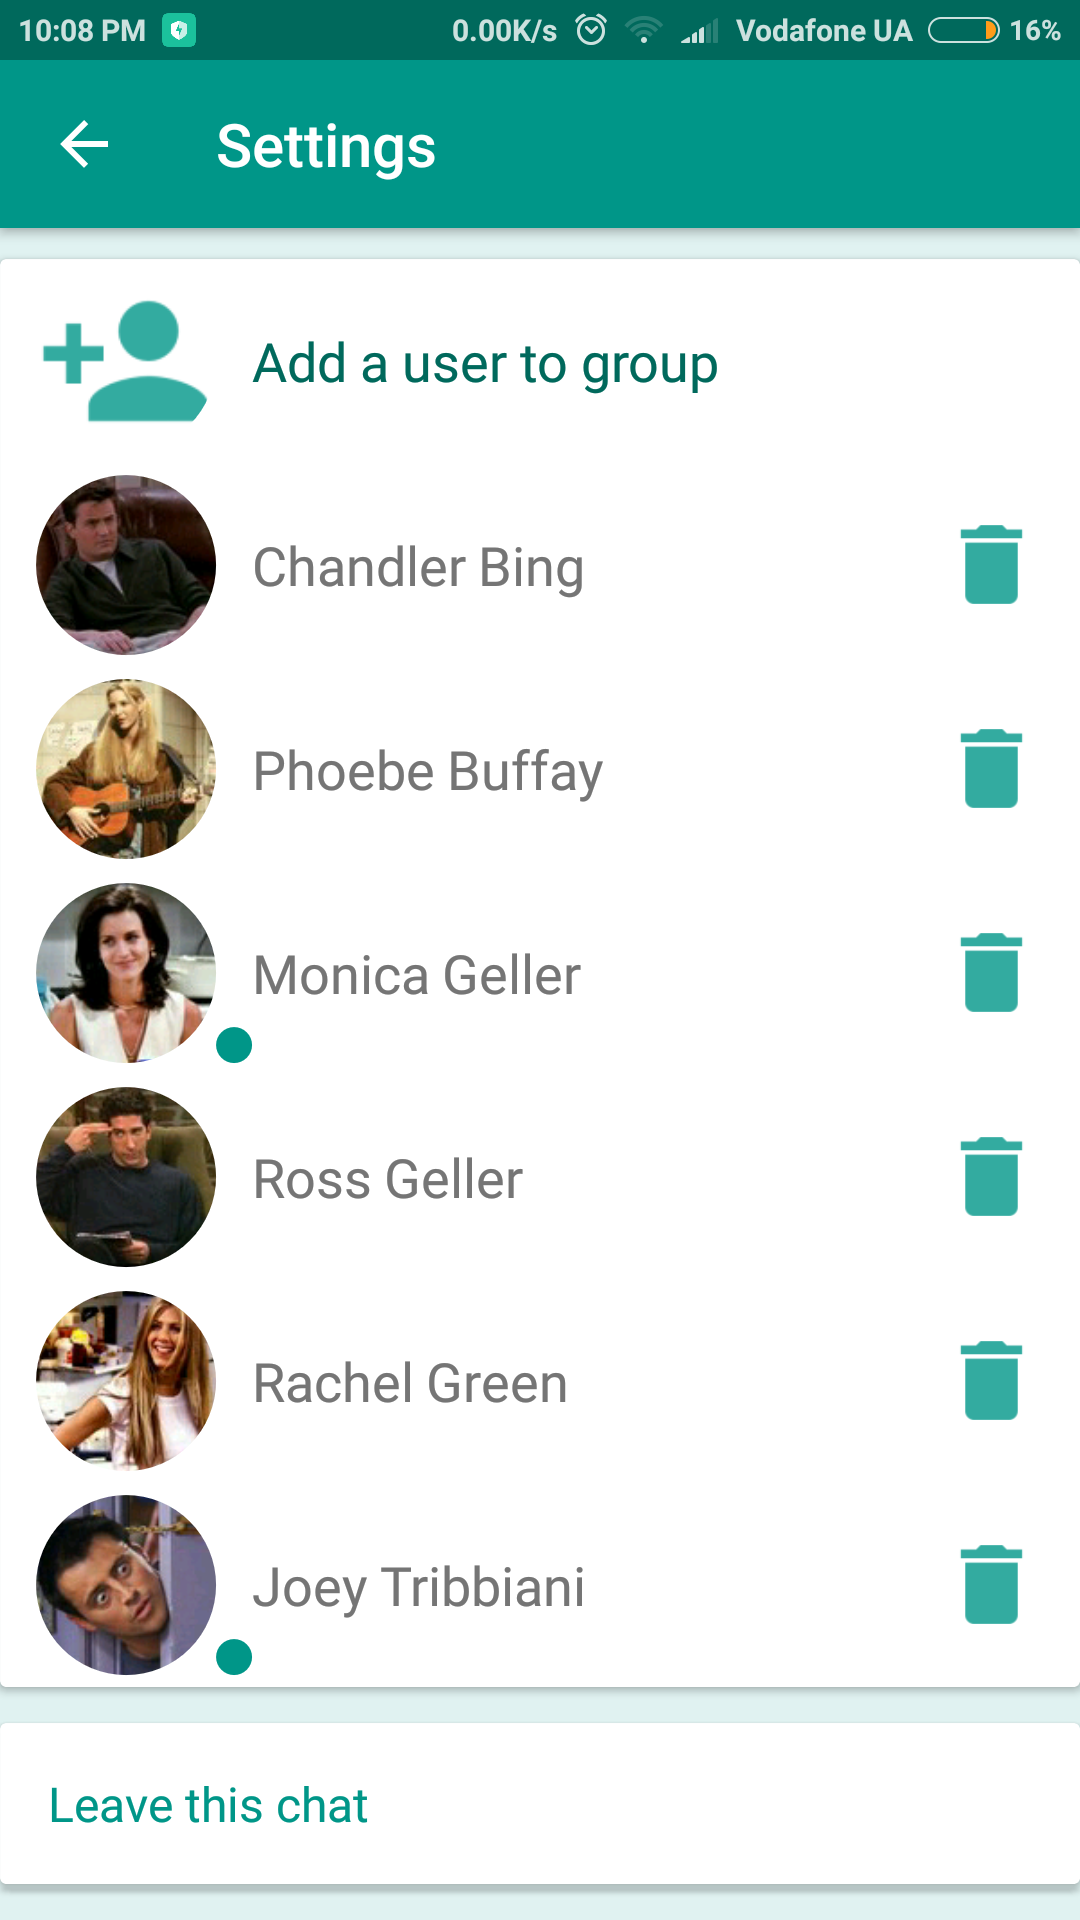 10:08 PM 0.00K/s Vodafone UA 16%
Settings
Add a user to group
Chandler Bing
Phoebe Buffay
Monica Geller
Ross Geller
Rachel Green
Joey Tribbiani
Leave this chat